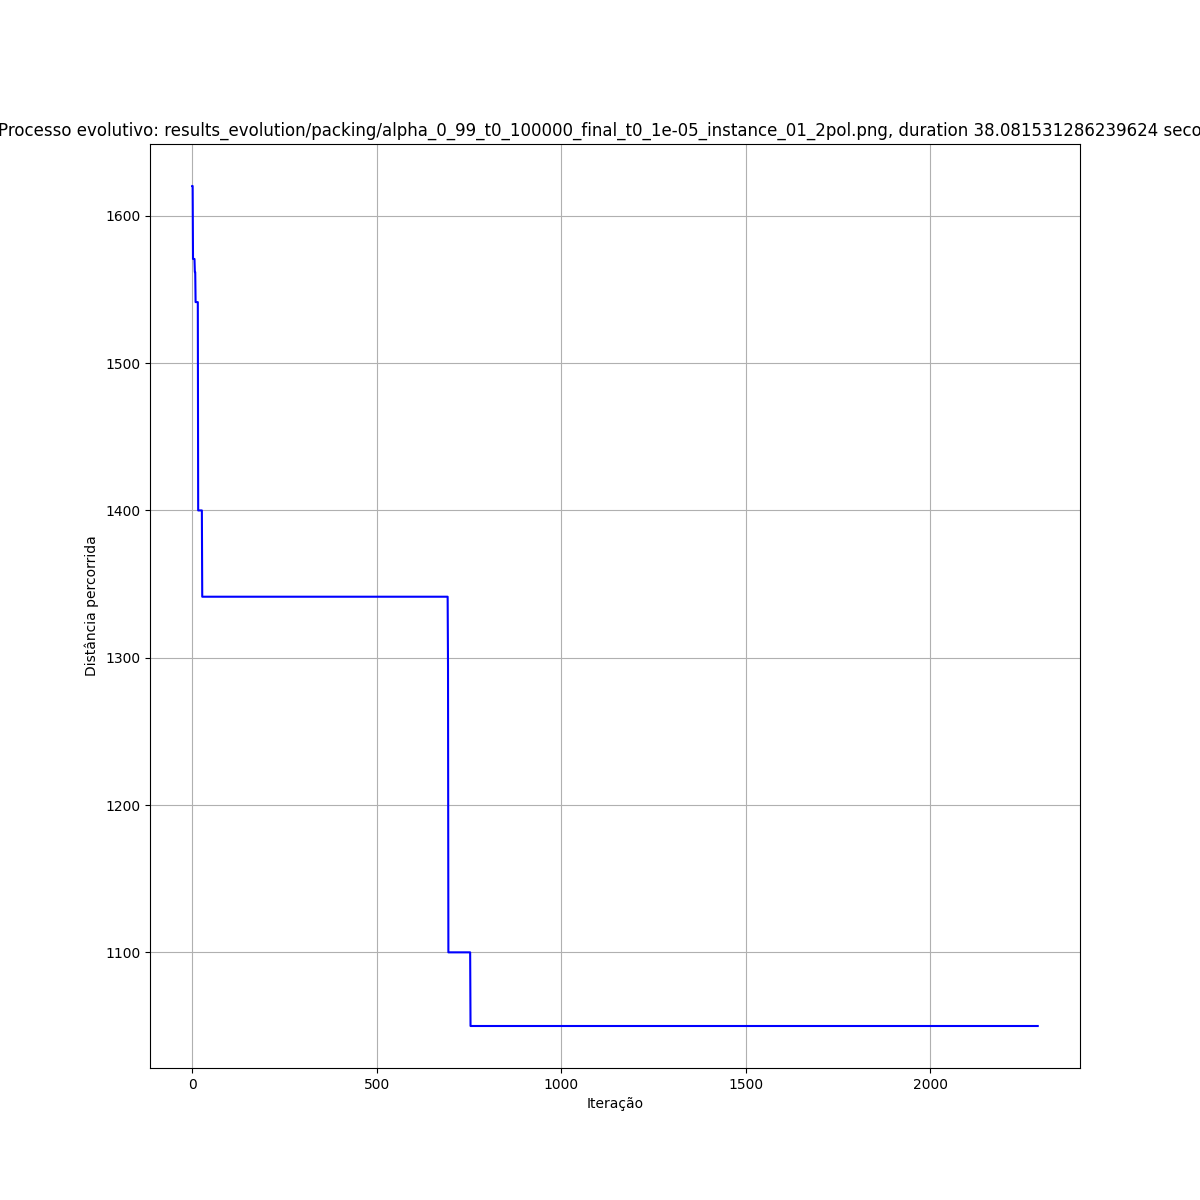 Processo evolutivo: results_evolution/packing/alpha_0_99_t0_100000_final_t0_1e-05_instance_01_2pol.png, duration 38.081531286239624 seco
1600
1500
1400
1300
1200
1100
Distância percorrida
0 500 1000 1500 2000
Iteração